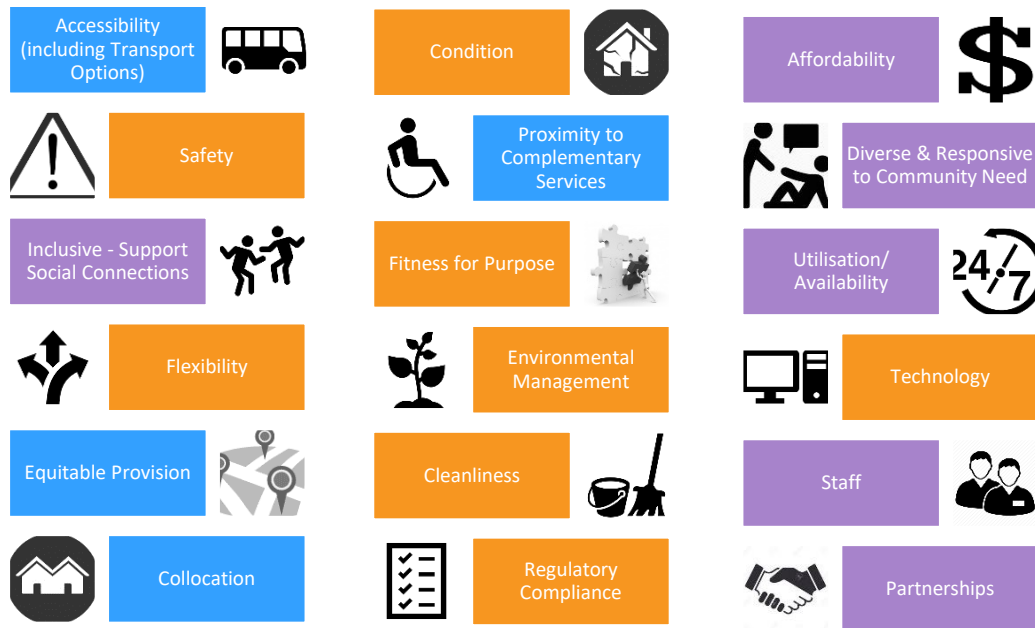 Accessibility
(including Transport
Options)
Condition
Affordability
Safety
Proximity to
Complementary
Services
Diverse & Responsive
to Community Need
Inclusive - Support
Social Connections
Fitness for Purpose
Utilisation/
Availability
24/7
Flexibility
Environmental
Management
Technology
Equitable Provision
Cleanliness
Staff
Collocation
Regulatory
Compliance
Partnerships